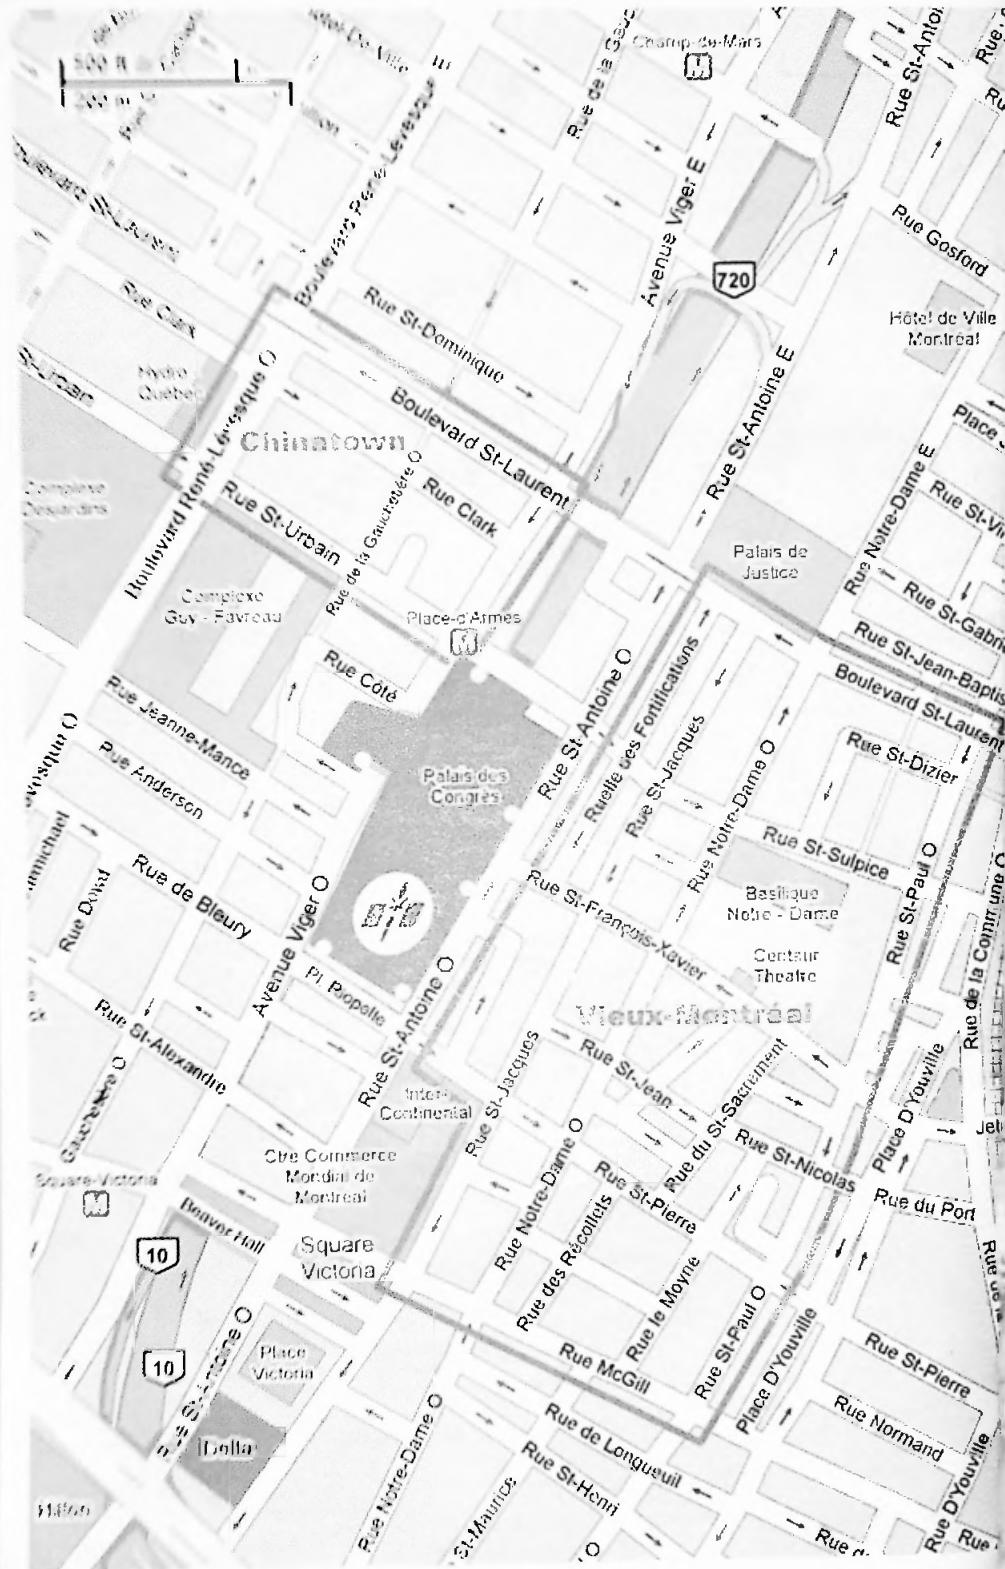 500 ft
200 m
Champ-de-Mars
M
Rue St-Antoine
Boulevard René-Lévesque E
Avenue Viger E
720
Rue Gosford
Hôtel de Ville
Montréal
Boulevard St-Laurent
Rue Clark
St-Urbain
Hydro
Québec
Rue St-Dominique
Rue St-Antoine E
Place
Chinatown
Boulevard St-Laurent
Rue Clark
Complexe
Desjardins
Boulevard René-Lévesque O
Rue St-Urbain
Rue de la Gauchetière O
Rue Notre-Dame E
Palais de
Justice
Complexe
Guy - Favreau
Place-d'Armes
M
Rue Côté
Rue St-Jean-Baptis
Boulevard St-Laurent
Rue St-Dizier
Rue Jeanne-Mance
Rue Anderson
Palais des
Congrès
Rue St-Antoine O
Ruelle des Fortifications
Rue St-Jacques
Rue Notre-Dame O
Rue St-Sulpice
Rue St-Paul O
Rue de la Commune O
Rue Dowd
Rue de Bleury
Avenue Viger O
Pl. Riopelle
Rue St-Antoine O
Rue St-François-Xavier
Basilique
Notre - Dame
Centaur
Theatre
Vieux-Montréal
Rue St-Alexandre
Inter-
Continental
Rue St-Jacques
Rue St-Jean
Rue du St-Sacrement
Place D'Youville
Square-Victoria
M
Ctre Commerce
Mondial de
Montréal
Rue St-Nicolas
Rue du Port
Beaver Hall
10
Square
Victoria
Rue Notre-Dame O
Rue des Récollets
Rue St-Pierre
Rue le Moyne
Rue St-Paul O
10
Place
Victoria
Rue McGill
Place D'Youville
Rue St-Pierre
Rue Normand
Delta
Hilton
Rue Notre-Dame O
Rue de Longueuil
Rue St-Henri
St-Maurice
Rue D'Youville